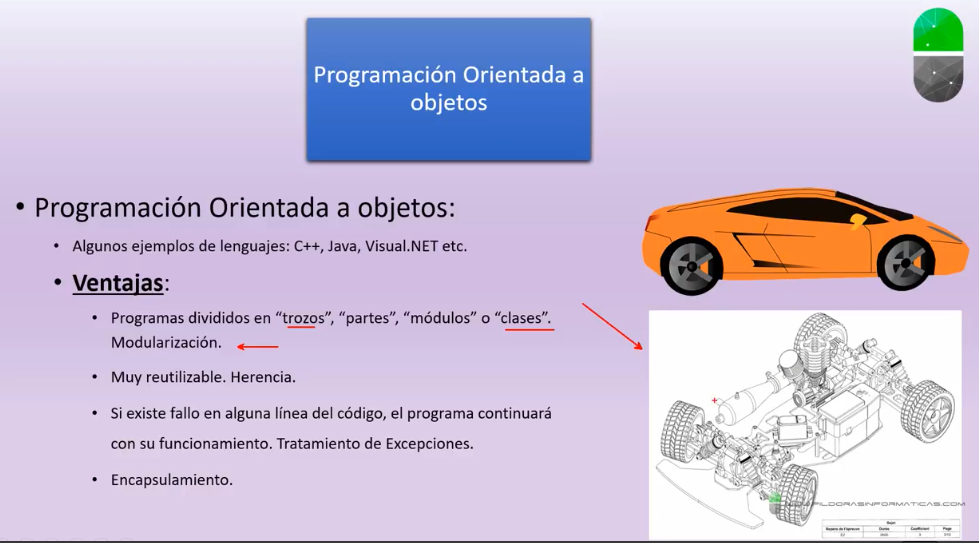 Programación Orientada a
objetos
• Programación Orientada a objetos:
• Algunos ejemplos de lenguajes: C++, Java, Visual.NET etc.
• Ventajas:
• Programas divididos en “trozos”, “partes”, “módulos” o “clases”.
Modularización.
• Muy reutilizable. Herencia.
• Si existe fallo en alguna línea del código, el programa continuará
con su funcionamiento. Tratamiento de Excepciones.
• Encapsulamiento.
PILDORASINFORMATICAS.COM